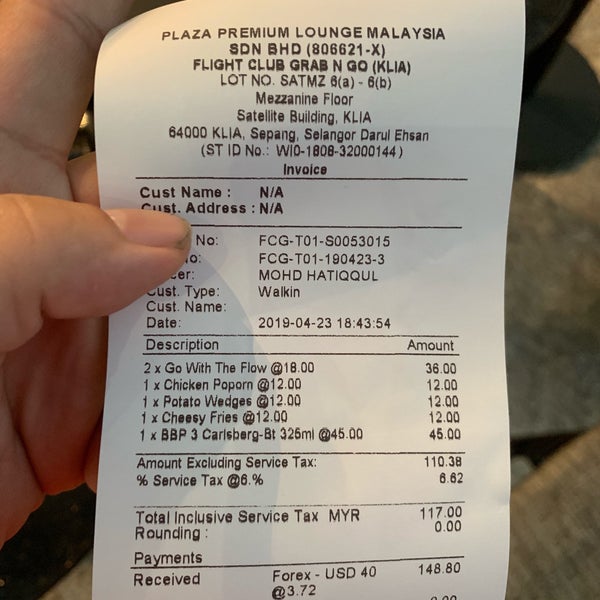 PLAZA PREMIUM LOUNGE MALAYSIA
SDN BHD (806621-X)
FLIGHT CLUB GRAB N GO (KLIA)
LOT NO. SATMZ 6(a) - 6(b)
Mezzanine Floor
Satellite Building, KLIA
64000 KLIA, Sepang, Selangor Darul Ehsan
(ST ID No.: WI0-1808-32000144)
Invoice
Cust Name : N/A
Cust. Address : N/A
No: FCG-T01-S0053015
No: FCG-T01-190423-3
er: MOHD HATIQQUL
Cust. Type: Walkin
Cust. Name:
Date: 2019-04-23 18:43:54
Description Amount
2 x Go With The Flow @18.00 36.00
1 x Chicken Poporn @12.00 12.00
1 x Potato Wedges @12.00 12.00
1 x Cheesy Fries @12.00 12.00
1 x BBP 3 Carlsberg-Bt 325ml @45.00 45.00
Amount Excluding Service Tax: 110.38
% Service Tax @6.% 6.62
Total Inclusive Service Tax MYR 117.00
Rounding : 0.00
Payments
Received Forex - USD 40 148.80
@3.72